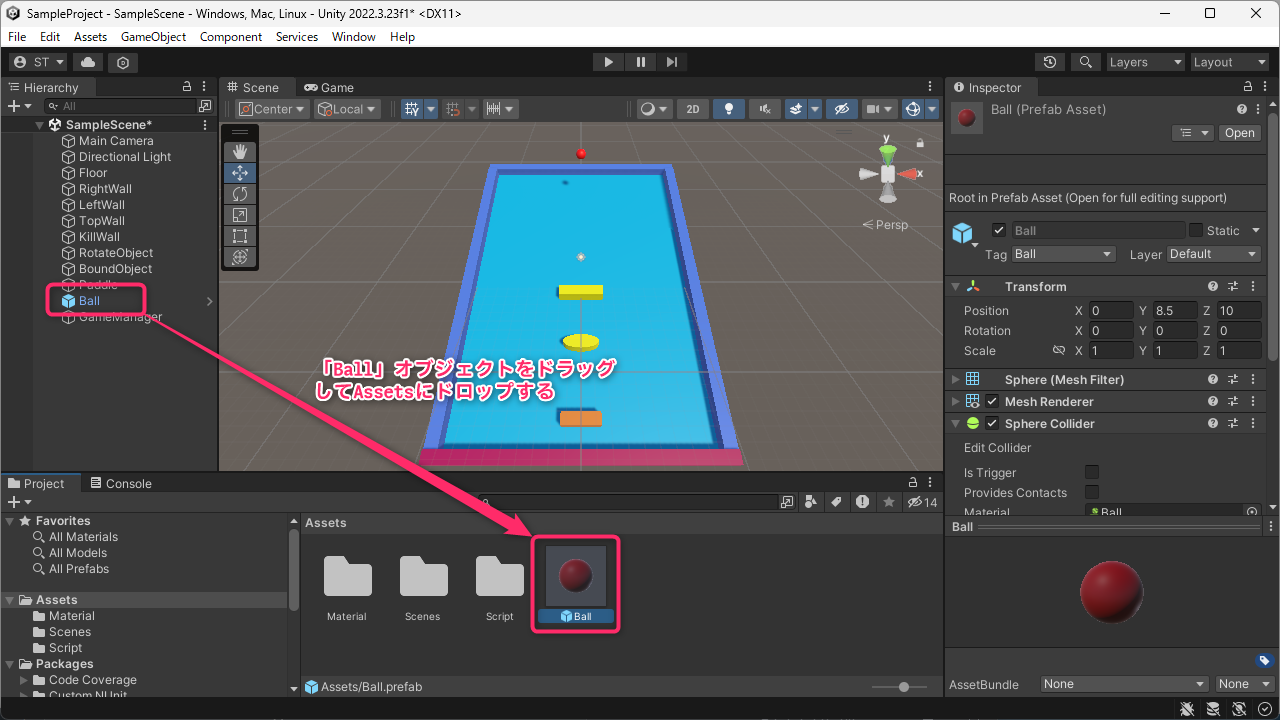 SampleProject - SampleScene - Windows, Mac, Linux - Unity 2022.3.23f1* <DX11>
File Edit Assets GameObject Component Services Window Help
ST
Layers
Layout
Hierarchy
All
SampleScene*
Main Camera
Directional Light
Floor
RightWall
LeftWall
TopWall
KillWall
RotateObject
BoundObject
Paddle
Ball
GameManager
Scene Game
Center Local
2D
y
x
Persp
「Ball」オブジェクトをドラッグ
してAssetsにドロップする
Inspector
Ball (Prefab Asset)
Open
Root in Prefab Asset (Open for full editing support)
Ball Static
Tag Ball Layer Default
Transform
Position X 0 Y 8.5 Z 10
Rotation X 0 Y 0 Z 0
Scale X 1 Y 1 Z 1
Sphere (Mesh Filter)
Mesh Renderer
Sphere Collider
Edit Collider
Is Trigger
Provides Contacts
Material Ball
Ball
AssetBundle None None
Project Console
14
Favorites
All Materials
All Models
All Prefabs
Assets
Material
Scenes
Script
Packages
Code Coverage
Custom NUnit
Assets
Material Scenes Script Ball
Assets/Ball.prefab